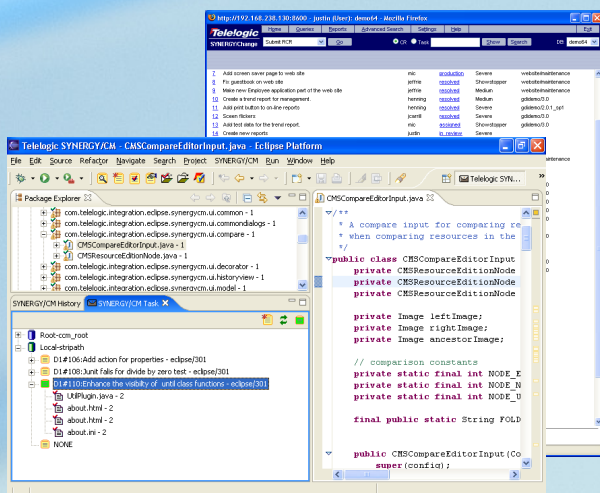 http://192.168.238.130:8600 - justin (User): demo64 - Mozilla Firefox
Telelogic
Home Queries Reports Advanced Search Settings Help Exit
SYNERGY/Change Submit RCR Go CR Task Show Search DB: demo64
7 Add screen saver page to web site mic production Severe website/maintenance
8 Fix guestbook on web site jeffrie resolved Showstopper website/maintenance
9 Make new Employee application part of the web site jeffrie resolved Medium website/maintenance
10 Create a trend report for management. henning resolved Medium gdidemo/3.0
11 Add print button to on-line reports henning resolved Severe gdidemo/2.0.1_sp1
12 Screen flickers jcarrill resolved Severe gdidemo/3.0
13 Add test data for the trend report. mic assigned Showstopper gdidemo/3.0
14 Create new reports justin in_review Severe gdidemo/3.0
Telelogic SYNERGY/CM - CMSCompareEditorInput.java - Eclipse Platform
File Edit Source Refactor Navigate Search Project SYNERGY/CM Run Window Help
Telelogic SYN...
Package Explorer
com.telelogic.integration.eclipse.synergycm.ui.common - 1
com.telelogic.integration.eclipse.synergycm.ui.commondialogs - 1
com.telelogic.integration.eclipse.synergycm.ui.compare - 1
CMSCompareEditorInput.java - 1
CMSResourceEditionNode.java - 1
com.telelogic.integration.eclipse.synergycm.ui.decorator - 1
com.telelogic.integration.eclipse.synergycm.ui.historyview - 1
com.telelogic.integration.eclipse.synergycm.ui.model - 1
SYNERGY/CM History SYNERGY/CM Task
Root-ccm_root
Local-stripath
D1#106:Add action for properties - eclipse/301
D1#108:Junit fails for divide by zero test - eclipse/301
D1#110:Enhance the visibilty of until class functions - eclipse/301
UtilPlugin.java - 2
about.html - 2
about.html - 2
about.ini - 2
NONE
CMSCompareEditorInput.java
/**
* A compare input for comparing re
* when comparing resources in the
*/
public class CMSCompareEditorInput
private CMSResourceEditionNode
private CMSResourceEditionNode
private CMSResourceEditionNode
private Image leftImage;
private Image rightImage;
private Image ancestorImage;
// comparison constants
private static final int NODE_E
private static final int NODE_N
private static final int NODE_U
final public static String FOLD
public CMSCompareEditorInput(Co
super(config);